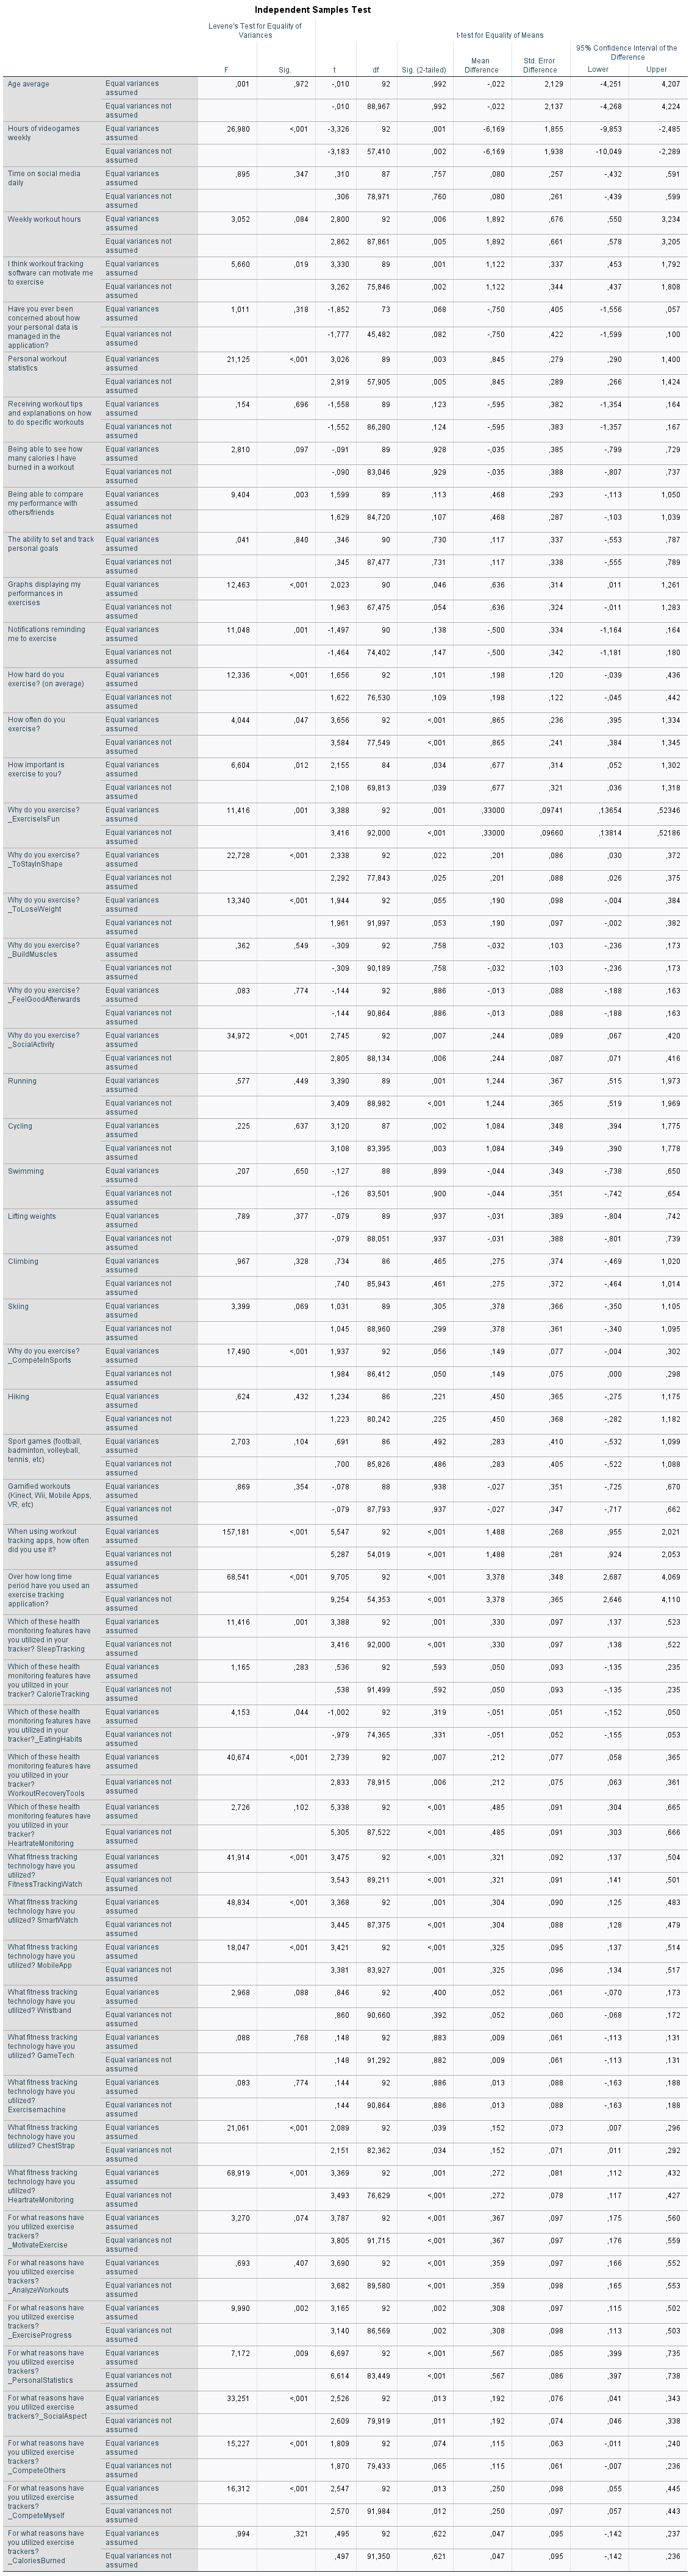 Independent Samples Test
Levene's Test for Equality of Variances
t-test for Equality of Means
95% Confidence Interval of the Difference
F Sig. t df Sig. (2-tailed) Mean Difference Std. Error Difference Lower Upper
Age average Equal variances assumed ,001 ,972 -,010 92 ,992 -,022 2,129 -4,251 4,207
Equal variances not assumed -,010 88,967 ,992 -,022 2,137 -4,268 4,224
Hours of videogames weekly Equal variances assumed 26,980 <,001 -3,326 92 ,001 -6,169 1,855 -9,853 -2,485
Equal variances not assumed -3,183 57,410 ,002 -6,169 1,938 -10,049 -2,289
Time on social media daily Equal variances assumed ,895 ,347 ,310 87 ,757 ,080 ,257 -,432 ,591
Equal variances not assumed ,306 78,971 ,760 ,080 ,261 -,439 ,599
Weekly workout hours Equal variances assumed 3,052 ,084 2,800 92 ,006 1,892 ,676 ,550 3,234
Equal variances not assumed 2,862 87,861 ,005 1,892 ,661 ,578 3,205
I think workout tracking software can motivate me to exercise Equal variances assumed 5,660 ,019 3,330 89 ,001 1,122 ,337 ,453 1,792
Equal variances not assumed 3,262 75,846 ,002 1,122 ,344 ,437 1,808
Have you ever been concerned about how your personal data is managed in the application? Equal variances assumed 1,011 ,318 -1,852 73 ,068 -,750 ,405 -1,556 ,057
Equal variances not assumed -1,777 45,482 ,082 -,750 ,422 -1,599 ,100
Personal workout statistics Equal variances assumed 21,125 <,001 3,026 89 ,003 ,845 ,279 ,290 1,400
Equal variances not assumed 2,919 57,905 ,005 ,845 ,289 ,266 1,424
Receiving workout tips and explanations on how to do specific workouts Equal variances assumed ,154 ,696 -1,558 89 ,123 -,595 ,382 -1,354 ,164
Equal variances not assumed -1,552 86,280 ,124 -,595 ,383 -1,357 ,167
Being able to see how many calories I have burned in a workout Equal variances assumed 2,810 ,097 -,091 89 ,928 -,035 ,385 -,799 ,729
Equal variances not assumed -,090 83,046 ,929 -,035 ,388 -,807 ,737
Being able to compare my performance with others/friends Equal variances assumed 9,404 ,003 1,599 89 ,113 ,468 ,293 -,113 1,050
Equal variances not assumed 1,629 84,720 ,107 ,468 ,287 -,103 1,039
The ability to set and track personal goals Equal variances assumed ,041 ,840 ,346 90 ,730 ,117 ,337 -,553 ,787
Equal variances not assumed ,345 87,477 ,731 ,117 ,338 -,555 ,789
Graphs displaying my performances in exercises Equal variances assumed 12,463 <,001 2,023 90 ,046 ,636 ,314 ,011 1,261
Equal variances not assumed 1,963 67,475 ,054 ,636 ,324 -,011 1,283
Notifications reminding me to exercise Equal variances assumed 11,048 ,001 -1,497 90 ,138 -,500 ,334 -1,164 ,164
Equal variances not assumed -1,464 74,402 ,147 -,500 ,342 -1,181 ,180
How hard do you exercise? (on average) Equal variances assumed 12,336 <,001 1,656 92 ,101 ,198 ,120 -,039 ,436
Equal variances not assumed 1,622 76,530 ,109 ,198 ,122 -,045 ,442
How often do you exercise? Equal variances assumed 4,044 ,047 3,656 92 <,001 ,865 ,236 ,395 1,334
Equal variances not assumed 3,584 77,549 <,001 ,865 ,241 ,384 1,345
How important is exercise to you? Equal variances assumed 6,604 ,012 2,155 84 ,034 ,677 ,314 ,052 1,302
Equal variances not assumed 2,108 69,813 ,039 ,677 ,321 ,036 1,318
Why do you exercise? _ExerciseIsFun Equal variances assumed 11,416 ,001 3,388 92 ,001 ,33000 ,09741 ,13654 ,52346
Equal variances not assumed 3,416 92,000 <,001 ,33000 ,09660 ,13814 ,52186
Why do you exercise? _ToStayInShape Equal variances assumed 22,728 <,001 2,338 92 ,022 ,201 ,086 ,030 ,372
Equal variances not assumed 2,292 77,843 ,025 ,201 ,088 ,026 ,375
Why do you exercise? _ToLoseWeight Equal variances assumed 13,340 <,001 1,944 92 ,055 ,190 ,098 -,004 ,384
Equal variances not assumed 1,961 91,997 ,053 ,190 ,097 -,002 ,382
Why do you exercise? _BuildMuscles Equal variances assumed ,362 ,549 -,309 92 ,758 -,032 ,103 -,236 ,173
Equal variances not assumed -,309 90,189 ,758 -,032 ,103 -,236 ,173
Why do you exercise? _FeelGoodAfterwards Equal variances assumed ,083 ,774 -,144 92 ,886 -,013 ,088 -,188 ,163
Equal variances not assumed -,144 90,864 ,886 -,013 ,088 -,188 ,163
Why do you exercise? _SocialActivity Equal variances assumed 34,972 <,001 2,745 92 ,007 ,244 ,089 ,067 ,420
Equal variances not assumed 2,805 88,134 ,006 ,244 ,087 ,071 ,416
Running Equal variances assumed ,577 ,449 3,390 89 ,001 1,244 ,367 ,515 1,973
Equal variances not assumed 3,409 88,982 <,001 1,244 ,365 ,519 1,969
Cycling Equal variances assumed ,225 ,637 3,120 87 ,002 1,084 ,348 ,394 1,775
Equal variances not assumed 3,108 83,395 ,003 1,084 ,349 ,390 1,778
Swimming Equal variances assumed ,207 ,650 -,127 88 ,899 -,044 ,349 -,738 ,650
Equal variances not assumed -,126 83,501 ,900 -,044 ,351 -,742 ,654
Lifting weights Equal variances assumed ,789 ,377 -,079 89 ,937 -,031 ,389 -,804 ,742
Equal variances not assumed -,079 88,051 ,937 -,031 ,388 -,801 ,739
Climbing Equal variances assumed ,967 ,328 ,734 86 ,465 ,275 ,374 -,469 1,020
Equal variances not assumed ,740 85,943 ,461 ,275 ,372 -,464 1,014
Skiing Equal variances assumed 3,399 ,069 1,031 89 ,305 ,378 ,366 -,350 1,105
Equal variances not assumed 1,045 88,960 ,299 ,378 ,361 -,340 1,095
Why do you exercise? _CompeteInSports Equal variances assumed 17,490 <,001 1,937 92 ,056 ,149 ,077 -,004 ,302
Equal variances not assumed 1,984 86,412 ,050 ,149 ,075 ,000 ,298
Hiking Equal variances assumed ,624 ,432 1,234 86 ,221 ,450 ,365 -,275 1,175
Equal variances not assumed 1,223 80,242 ,225 ,450 ,368 -,282 1,182
Sport games (football, badminton, volleyball, tennis, etc) Equal variances assumed 2,703 ,104 ,691 86 ,492 ,283 ,410 -,532 1,099
Equal variances not assumed ,700 85,826 ,486 ,283 ,405 -,522 1,088
Gamified workouts (Kinect, Wii, Mobile Apps, VR, etc) Equal variances assumed ,869 ,354 -,078 88 ,938 -,027 ,351 -,725 ,670
Equal variances not assumed -,079 87,793 ,937 -,027 ,347 -,717 ,662
When using workout tracking apps, how often did you use it? Equal variances assumed 157,181 <,001 5,547 92 <,001 1,488 ,268 ,955 2,021
Equal variances not assumed 5,287 54,019 <,001 1,488 ,281 ,924 2,053
Over how long time period have you used an exercise tracking application? Equal variances assumed 68,541 <,001 9,705 92 <,001 3,378 ,348 2,687 4,069
Equal variances not assumed 9,254 54,353 <,001 3,378 ,365 2,646 4,110
Which of these health monitoring features have you utilized in your tracker? SleepTracking Equal variances assumed 11,416 ,001 3,388 92 ,001 ,330 ,097 ,137 ,523
Equal variances not assumed 3,416 92,000 <,001 ,330 ,097 ,138 ,522
Which of these health monitoring features have you utilized in your tracker? CalorieTracking Equal variances assumed 1,165 ,283 ,536 92 ,593 ,050 ,093 -,135 ,235
Equal variances not assumed ,538 91,499 ,592 ,050 ,093 -,135 ,235
Which of these health monitoring features have you utilized in your tracker?_EatingHabits Equal variances assumed 4,153 ,044 -1,002 92 ,319 -,051 ,051 -,152 ,050
Equal variances not assumed -,979 74,365 ,331 -,051 ,052 -,155 ,053
Which of these health monitoring features have you utilized in your tracker? WorkoutRecoveryTools Equal variances assumed 40,674 <,001 2,739 92 ,007 ,212 ,077 ,058 ,365
Equal variances not assumed 2,833 78,915 ,006 ,212 ,075 ,063 ,361
Which of these health monitoring features have you utilized in your tracker? HeartrateMonitoring Equal variances assumed 2,726 ,102 5,338 92 <,001 ,485 ,091 ,304 ,665
Equal variances not assumed 5,305 87,522 <,001 ,485 ,091 ,303 ,666
What fitness tracking technology have you utilized? FitnessTrackingWatch Equal variances assumed 41,914 <,001 3,475 92 <,001 ,321 ,092 ,137 ,504
Equal variances not assumed 3,543 89,211 <,001 ,321 ,091 ,141 ,501
What fitness tracking technology have you utilized? SmartWatch Equal variances assumed 48,834 <,001 3,368 92 ,001 ,304 ,090 ,125 ,483
Equal variances not assumed 3,445 87,375 <,001 ,304 ,088 ,128 ,479
What fitness tracking technology have you utilized? MobileApp Equal variances assumed 18,047 <,001 3,421 92 <,001 ,325 ,095 ,137 ,514
Equal variances not assumed 3,381 83,927 ,001 ,325 ,096 ,134 ,517
What fitness tracking technology have you utilized? Wristband Equal variances assumed 2,968 ,088 ,846 92 ,400 ,052 ,061 -,070 ,173
Equal variances not assumed ,860 90,660 ,392 ,052 ,060 -,068 ,172
What fitness tracking technology have you utilized? GameTech Equal variances assumed ,088 ,768 ,148 92 ,883 ,009 ,061 -,113 ,131
Equal variances not assumed ,148 91,292 ,882 ,009 ,061 -,113 ,131
What fitness tracking technology have you utilized? Exercisemachine Equal variances assumed ,083 ,774 ,144 92 ,886 ,013 ,088 -,163 ,188
Equal variances not assumed ,144 90,864 ,886 ,013 ,088 -,163 ,188
What fitness tracking technology have you utilized? ChestStrap Equal variances assumed 21,061 <,001 2,089 92 ,039 ,152 ,073 ,007 ,296
Equal variances not assumed 2,151 82,362 ,034 ,152 ,071 ,011 ,292
What fitness tracking technology have you utilized? HeartrateMonitoring Equal variances assumed 68,919 <,001 3,369 92 ,001 ,272 ,081 ,112 ,432
Equal variances not assumed 3,493 76,629 <,001 ,272 ,078 ,117 ,427
For what reasons have you utilized exercise trackers? _MotivateExercise Equal variances assumed 3,270 ,074 3,787 92 <,001 ,367 ,097 ,175 ,560
Equal variances not assumed 3,805 91,715 <,001 ,367 ,097 ,176 ,559
For what reasons have you utilized exercise trackers? _AnalyzeWorkouts Equal variances assumed ,693 ,407 3,690 92 <,001 ,359 ,097 ,166 ,552
Equal variances not assumed 3,682 89,580 <,001 ,359 ,098 ,165 ,553
For what reasons have you utilized exercise trackers? _ExerciseProgress Equal variances assumed 9,990 ,002 3,165 92 ,002 ,308 ,097 ,115 ,502
Equal variances not assumed 3,140 86,569 ,002 ,308 ,098 ,113 ,503
For what reasons have you utilized exercise trackers? _PersonalStatistics Equal variances assumed 7,172 ,009 6,697 92 <,001 ,567 ,085 ,399 ,735
Equal variances not assumed 6,614 83,449 <,001 ,567 ,086 ,397 ,738
For what reasons have you utilized exercise trackers?_SocialAspect Equal variances assumed 33,251 <,001 2,526 92 ,013 ,192 ,076 ,041 ,343
Equal variances not assumed 2,609 79,919 ,011 ,192 ,074 ,046 ,338
For what reasons have you utilized exercise trackers? _CompeteOthers Equal variances assumed 15,227 <,001 1,809 92 ,074 ,115 ,063 -,011 ,240
Equal variances not assumed 1,870 79,433 ,065 ,115 ,061 -,007 ,236
For what reasons have you utilized exercise trackers? _CompeteMyself Equal variances assumed 16,312 <,001 2,547 92 ,013 ,250 ,098 ,055 ,445
Equal variances not assumed 2,570 91,984 ,012 ,250 ,097 ,057 ,443
For what reasons have you utilized exercise trackers? _CaloriesBurned Equal variances assumed ,994 ,321 ,495 92 ,622 ,047 ,095 -,142 ,237
Equal variances not assumed ,497 91,350 ,621 ,047 ,095 -,142 ,236